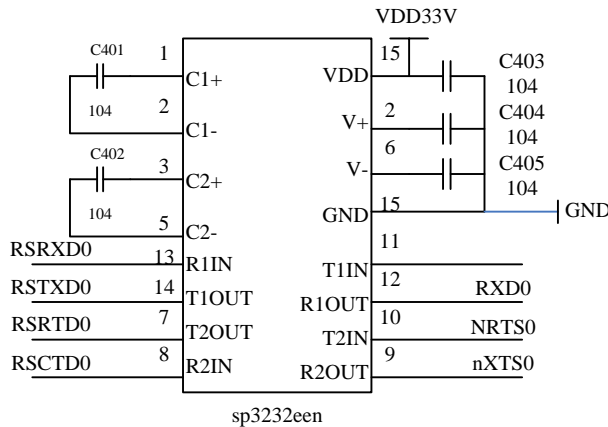 VDD33V
C401
1
15
C403
C1+
VDD
104
104
2
2
C404
C1-
V+
104
C402
3
6
C405
C2+
V-
104
104
5
15
C2-
GND
GND
RSRXD0
13
11
R1IN
T1IN
RSTXD0
14
12
RXD0
T1OUT
R1OUT
RSRTD0
7
10
NRTS0
T2OUT
T2IN
RSCTD0
8
9
nXTS0
R2IN
R2OUT
sp3232een